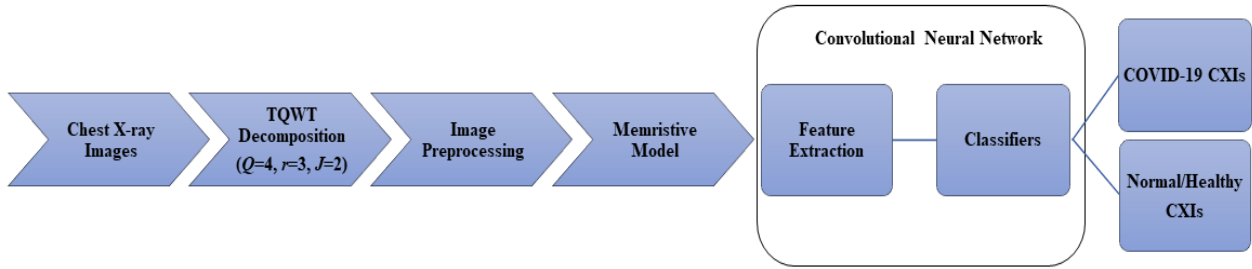 Convolutional Neural Network
Chest X-ray
Images
TQWT
Decomposition
(Q=4, r=3, J=2)
Image
Preprocessing
Memristive
Model
Feature
Extraction
Classifiers
COVID-19 CXIs
Normal/Healthy
CXIs